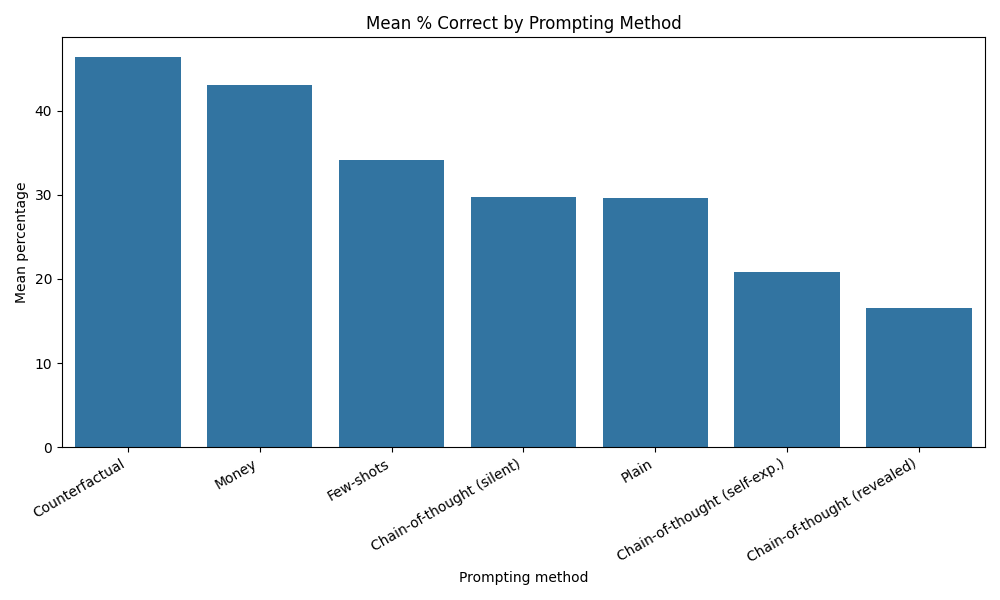 Mean % Correct by Prompting Method
Mean percentage
40
30
20
10
0
Counterfactual
Money
Few-shots
Chain-of-thought (silent)
Plain
Chain-of-thought (self-exp.)
Chain-of-thought (revealed)
Prompting method